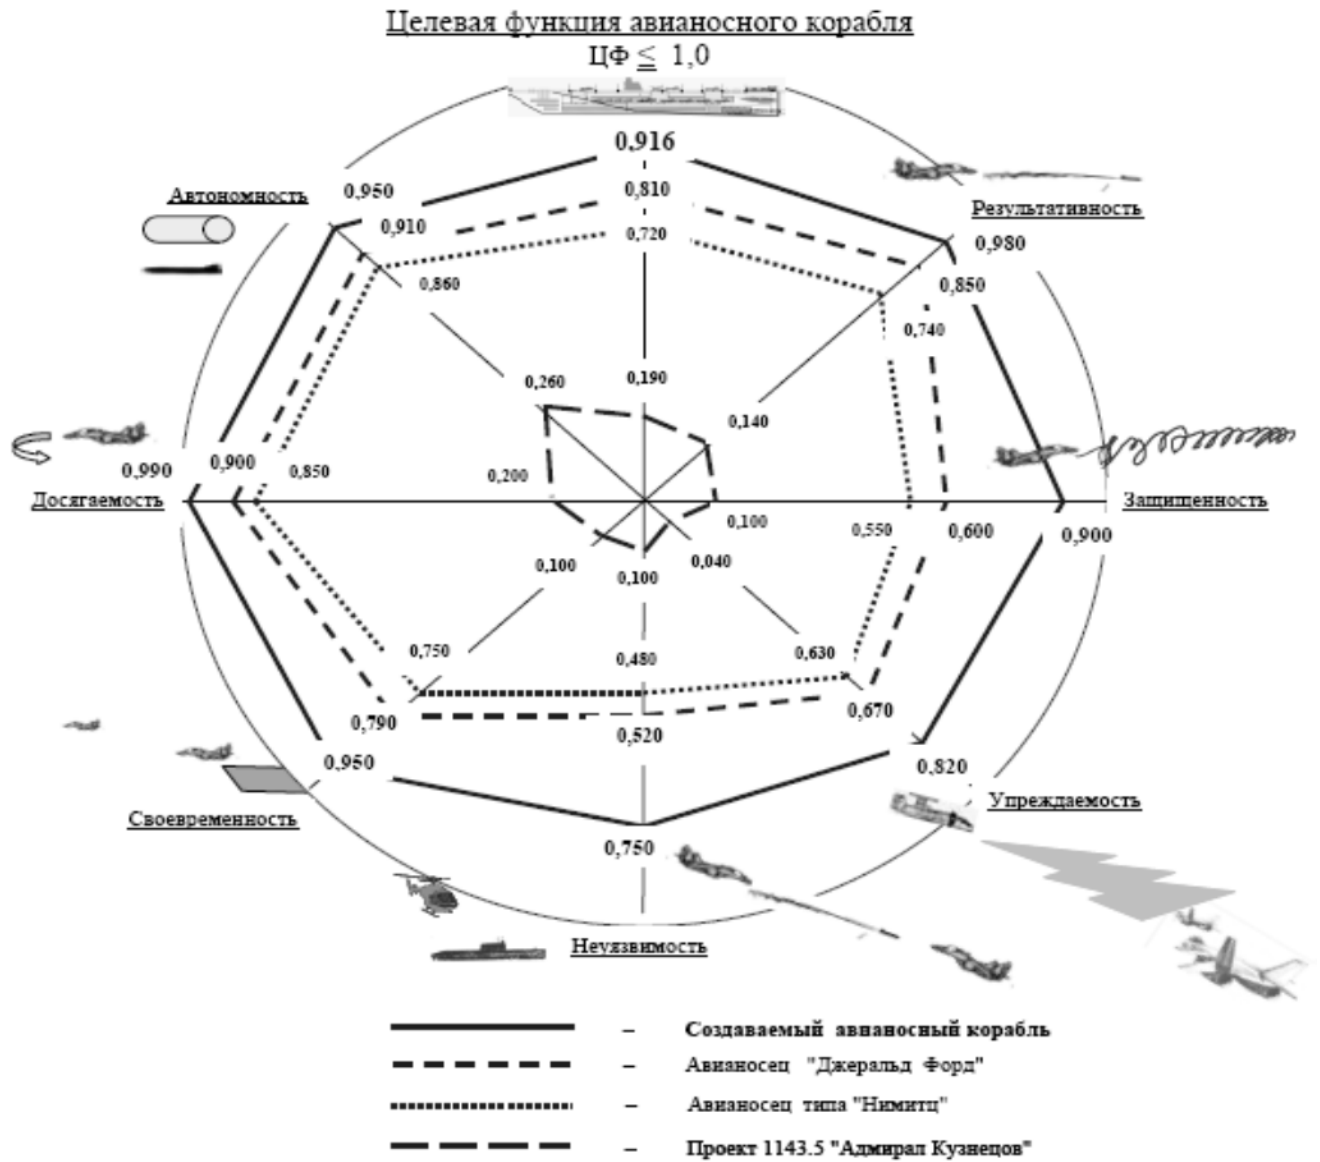 Целевая функция авианосного корабля
ЦФ ≤ 1,0
0,916
Автономность
0,950
0,810
Результативность
0,910
0,720
0,980
0,860
0,850
0,740
0,260
0,190
0,140
0,990
0,900
0,850
0,200
Досягаемость
Защищенность
0,100
0,550
0,600
0,900
0,100
0,100
0,040
0,750
0,480
0,630
0,790
0,520
0,670
0,950
0,820
Своевременность
Упреждаемость
0,750
Неуязвимость
– Создаваемый авианосный корабль
– Авианосец "Джеральд Форд"
– Авианосец типа "Нимитц"
– Проект 1143.5 "Адмирал Кузнецов"